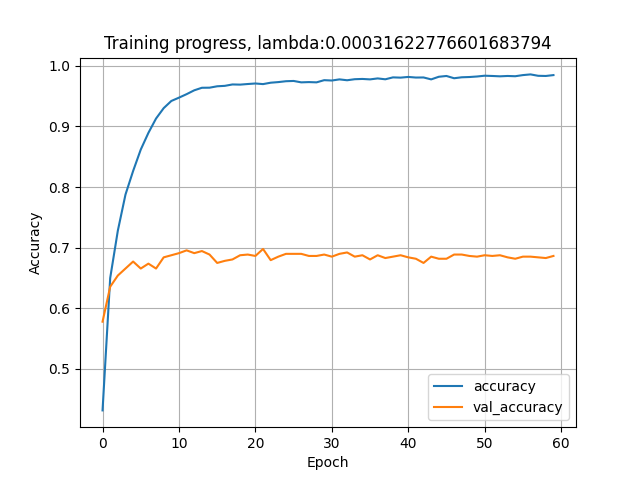 Training progress, lambda:0.00031622776601683794
Accuracy
1.0
0.9
0.8
0.7
0.6
0.5
0 10 20 30 40 50 60
Epoch
accuracy
val_accuracy